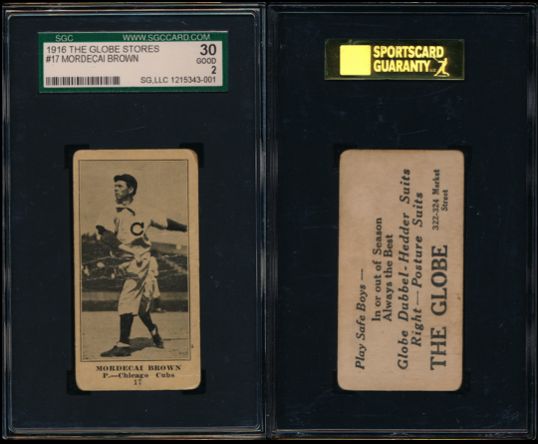 SGC WWW.SGCCARD.COM
1916 THE GLOBE STORES
#17 MORDECAI BROWN
30
GOOD
2
SG, LLC 1215343-001
C
MORDECAI BROWN
P.—Chicago Cubs
17
SPORTSCARD
GUARANTY
Play Safe Boys —
In or out of Season
Always the Best
Globe Dubbel-Hedder Suits
Right—Posture Suits
THE GLOBE
322-324 Market
Street